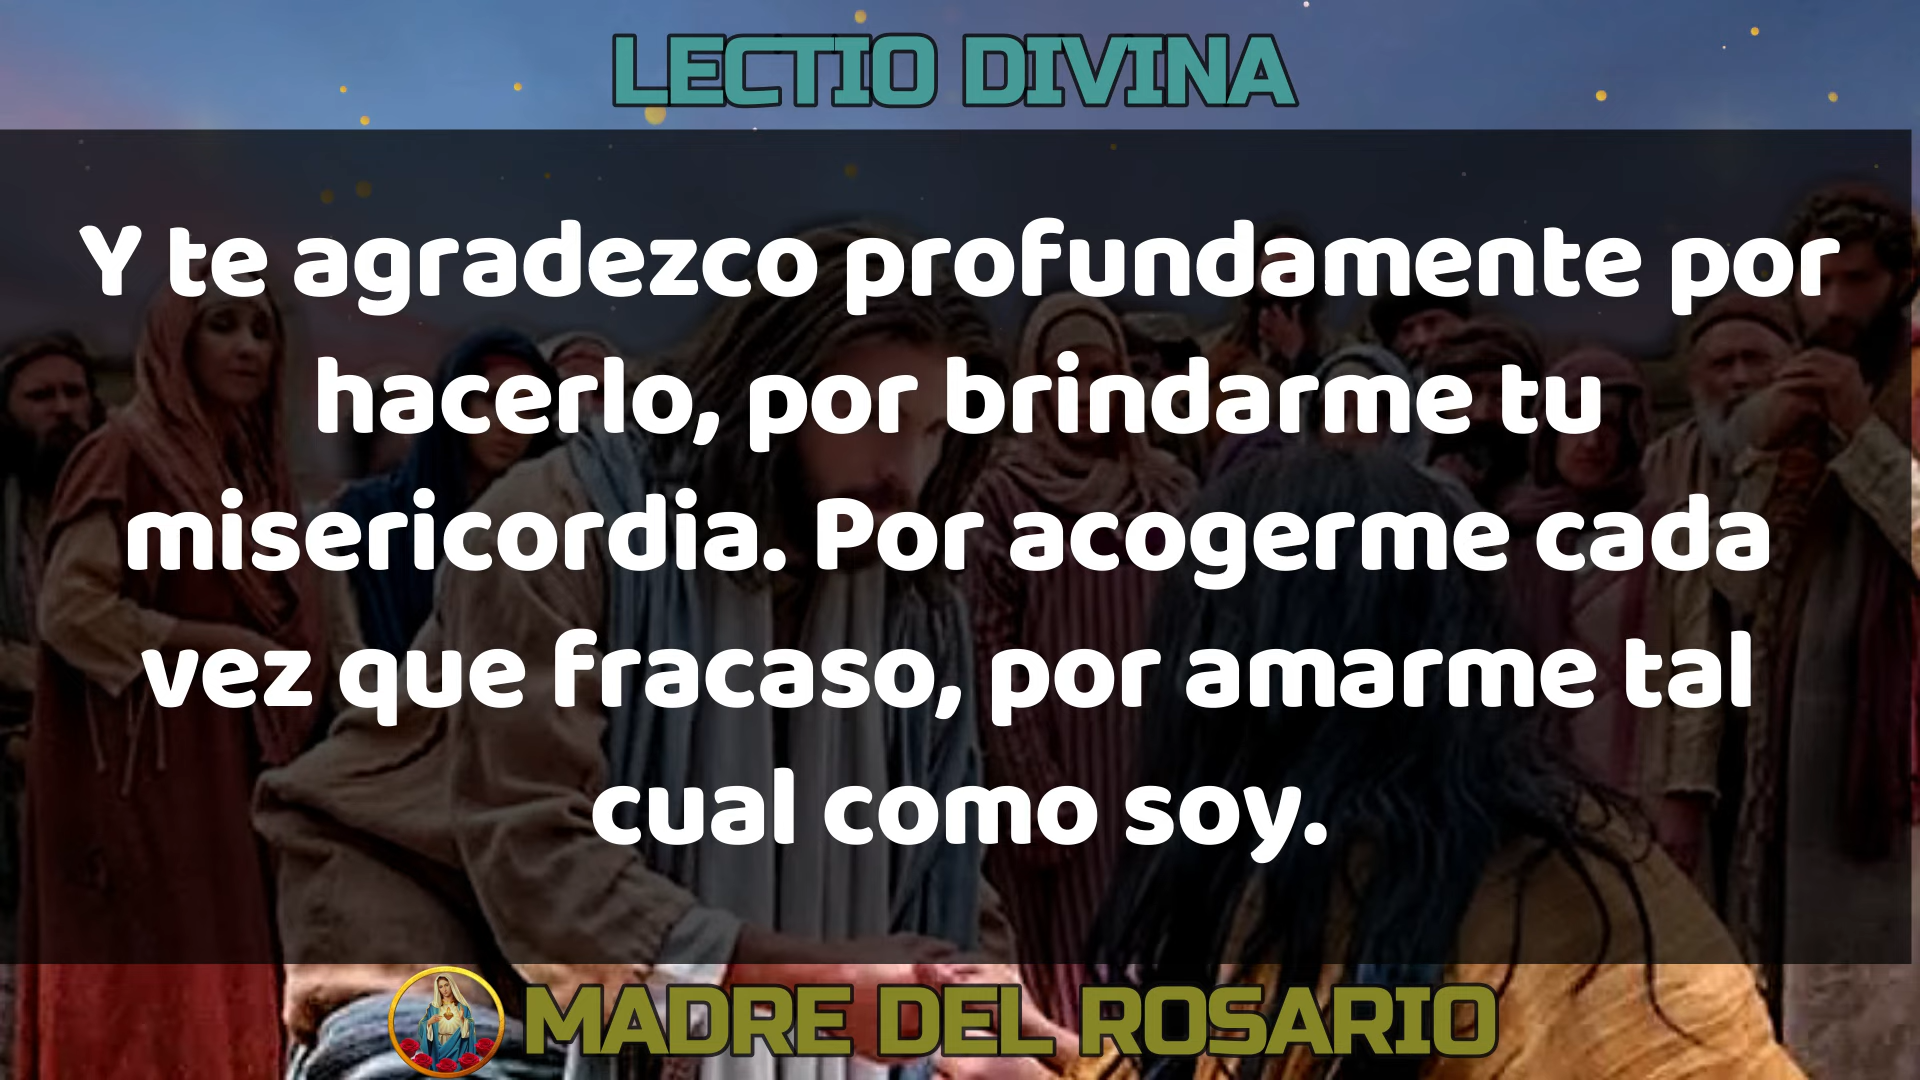 LECTIO DIVINA
Y te agradezco profundamente por
hacerlo, por brindarme tu
misericordia. Por acogerme cada
vez que fracaso, por amarme tal
cual como soy.
MADRE DEL ROSARIO